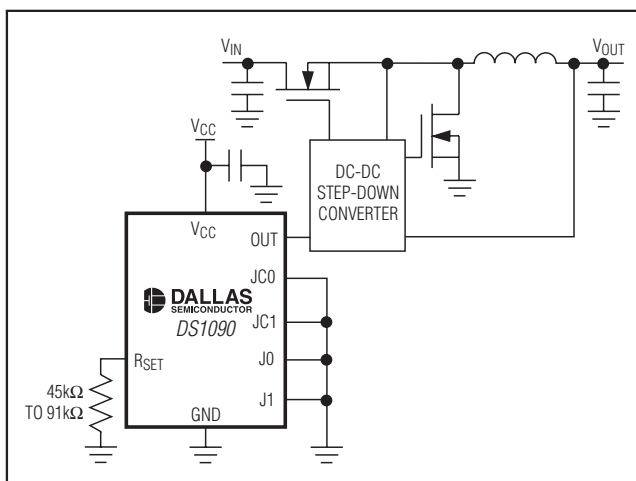 V_IN
V_OUT
V_CC
DC-DC
STEP-DOWN
CONVERTER
V_CC
OUT
JC0
DALLAS
SEMICONDUCTOR
DS1090
JC1
R_SET
J0
45kΩ
TO 91kΩ
J1
GND